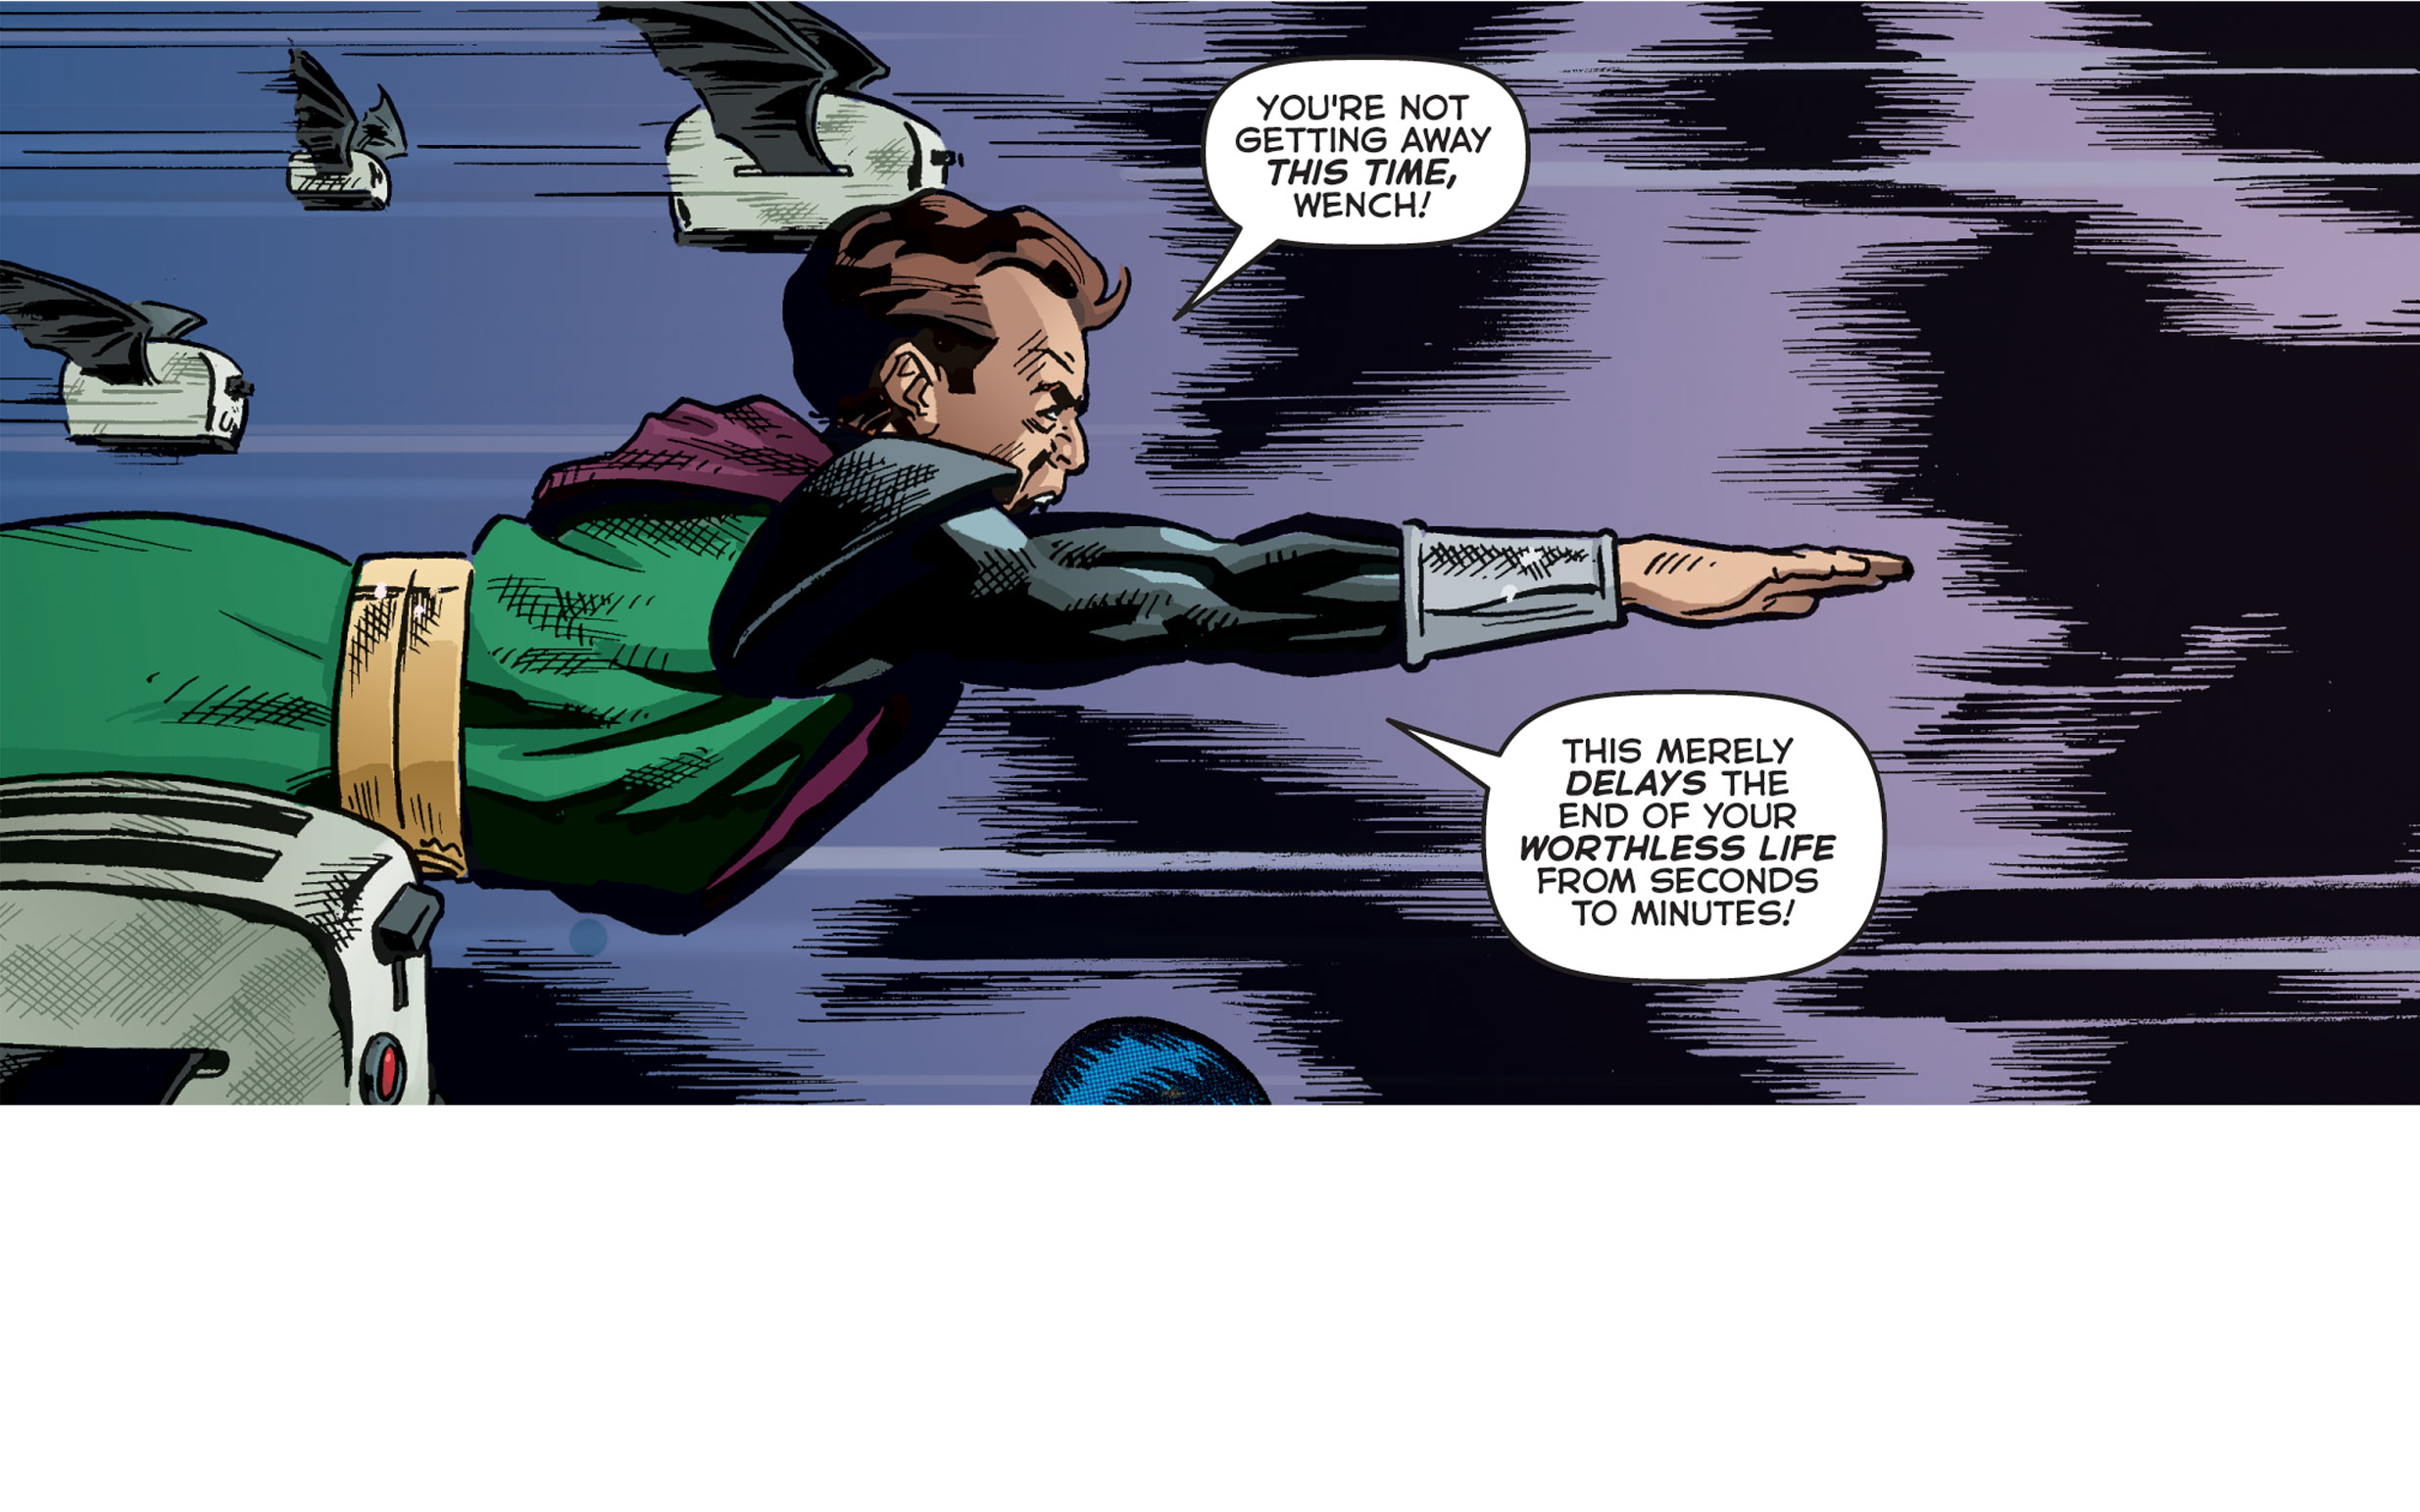 YOU'RE NOT
GETTING AWAY
THIS TIME,
WENCH!
THIS MERELY
DELAYS THE
END OF YOUR
WORTHLESS LIFE
FROM SECONDS
TO MINUTES!